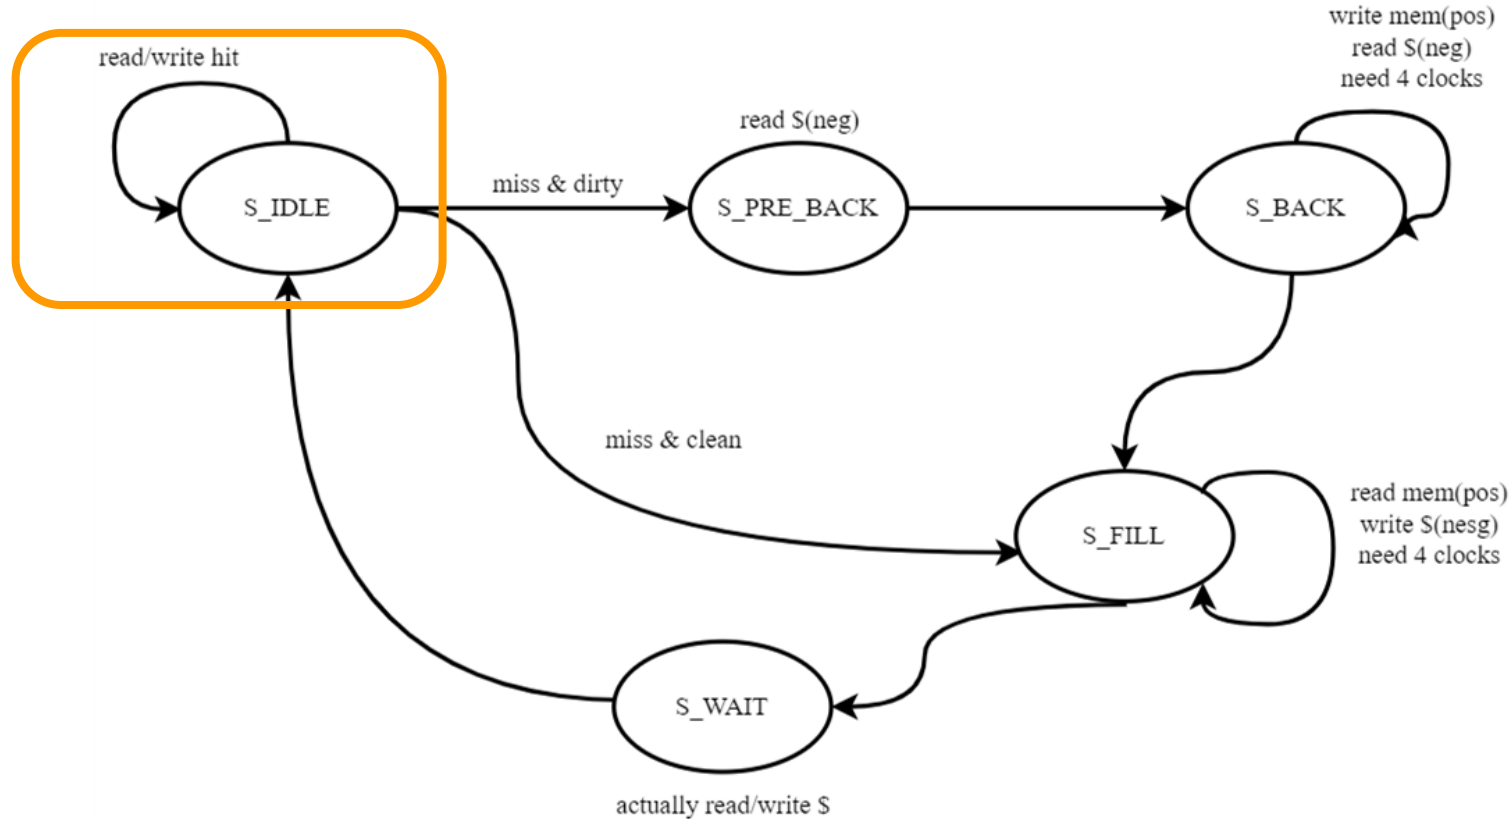 write mem(pos)
read $(neg)
need 4 clocks
read/write hit
read $(neg)
miss & dirty
S_IDLE
S_PRE_BACK
S_BACK
miss & clean
read mem(pos)
write $(nesg)
need 4 clocks
S_FILL
S_WAIT
actually read/write $